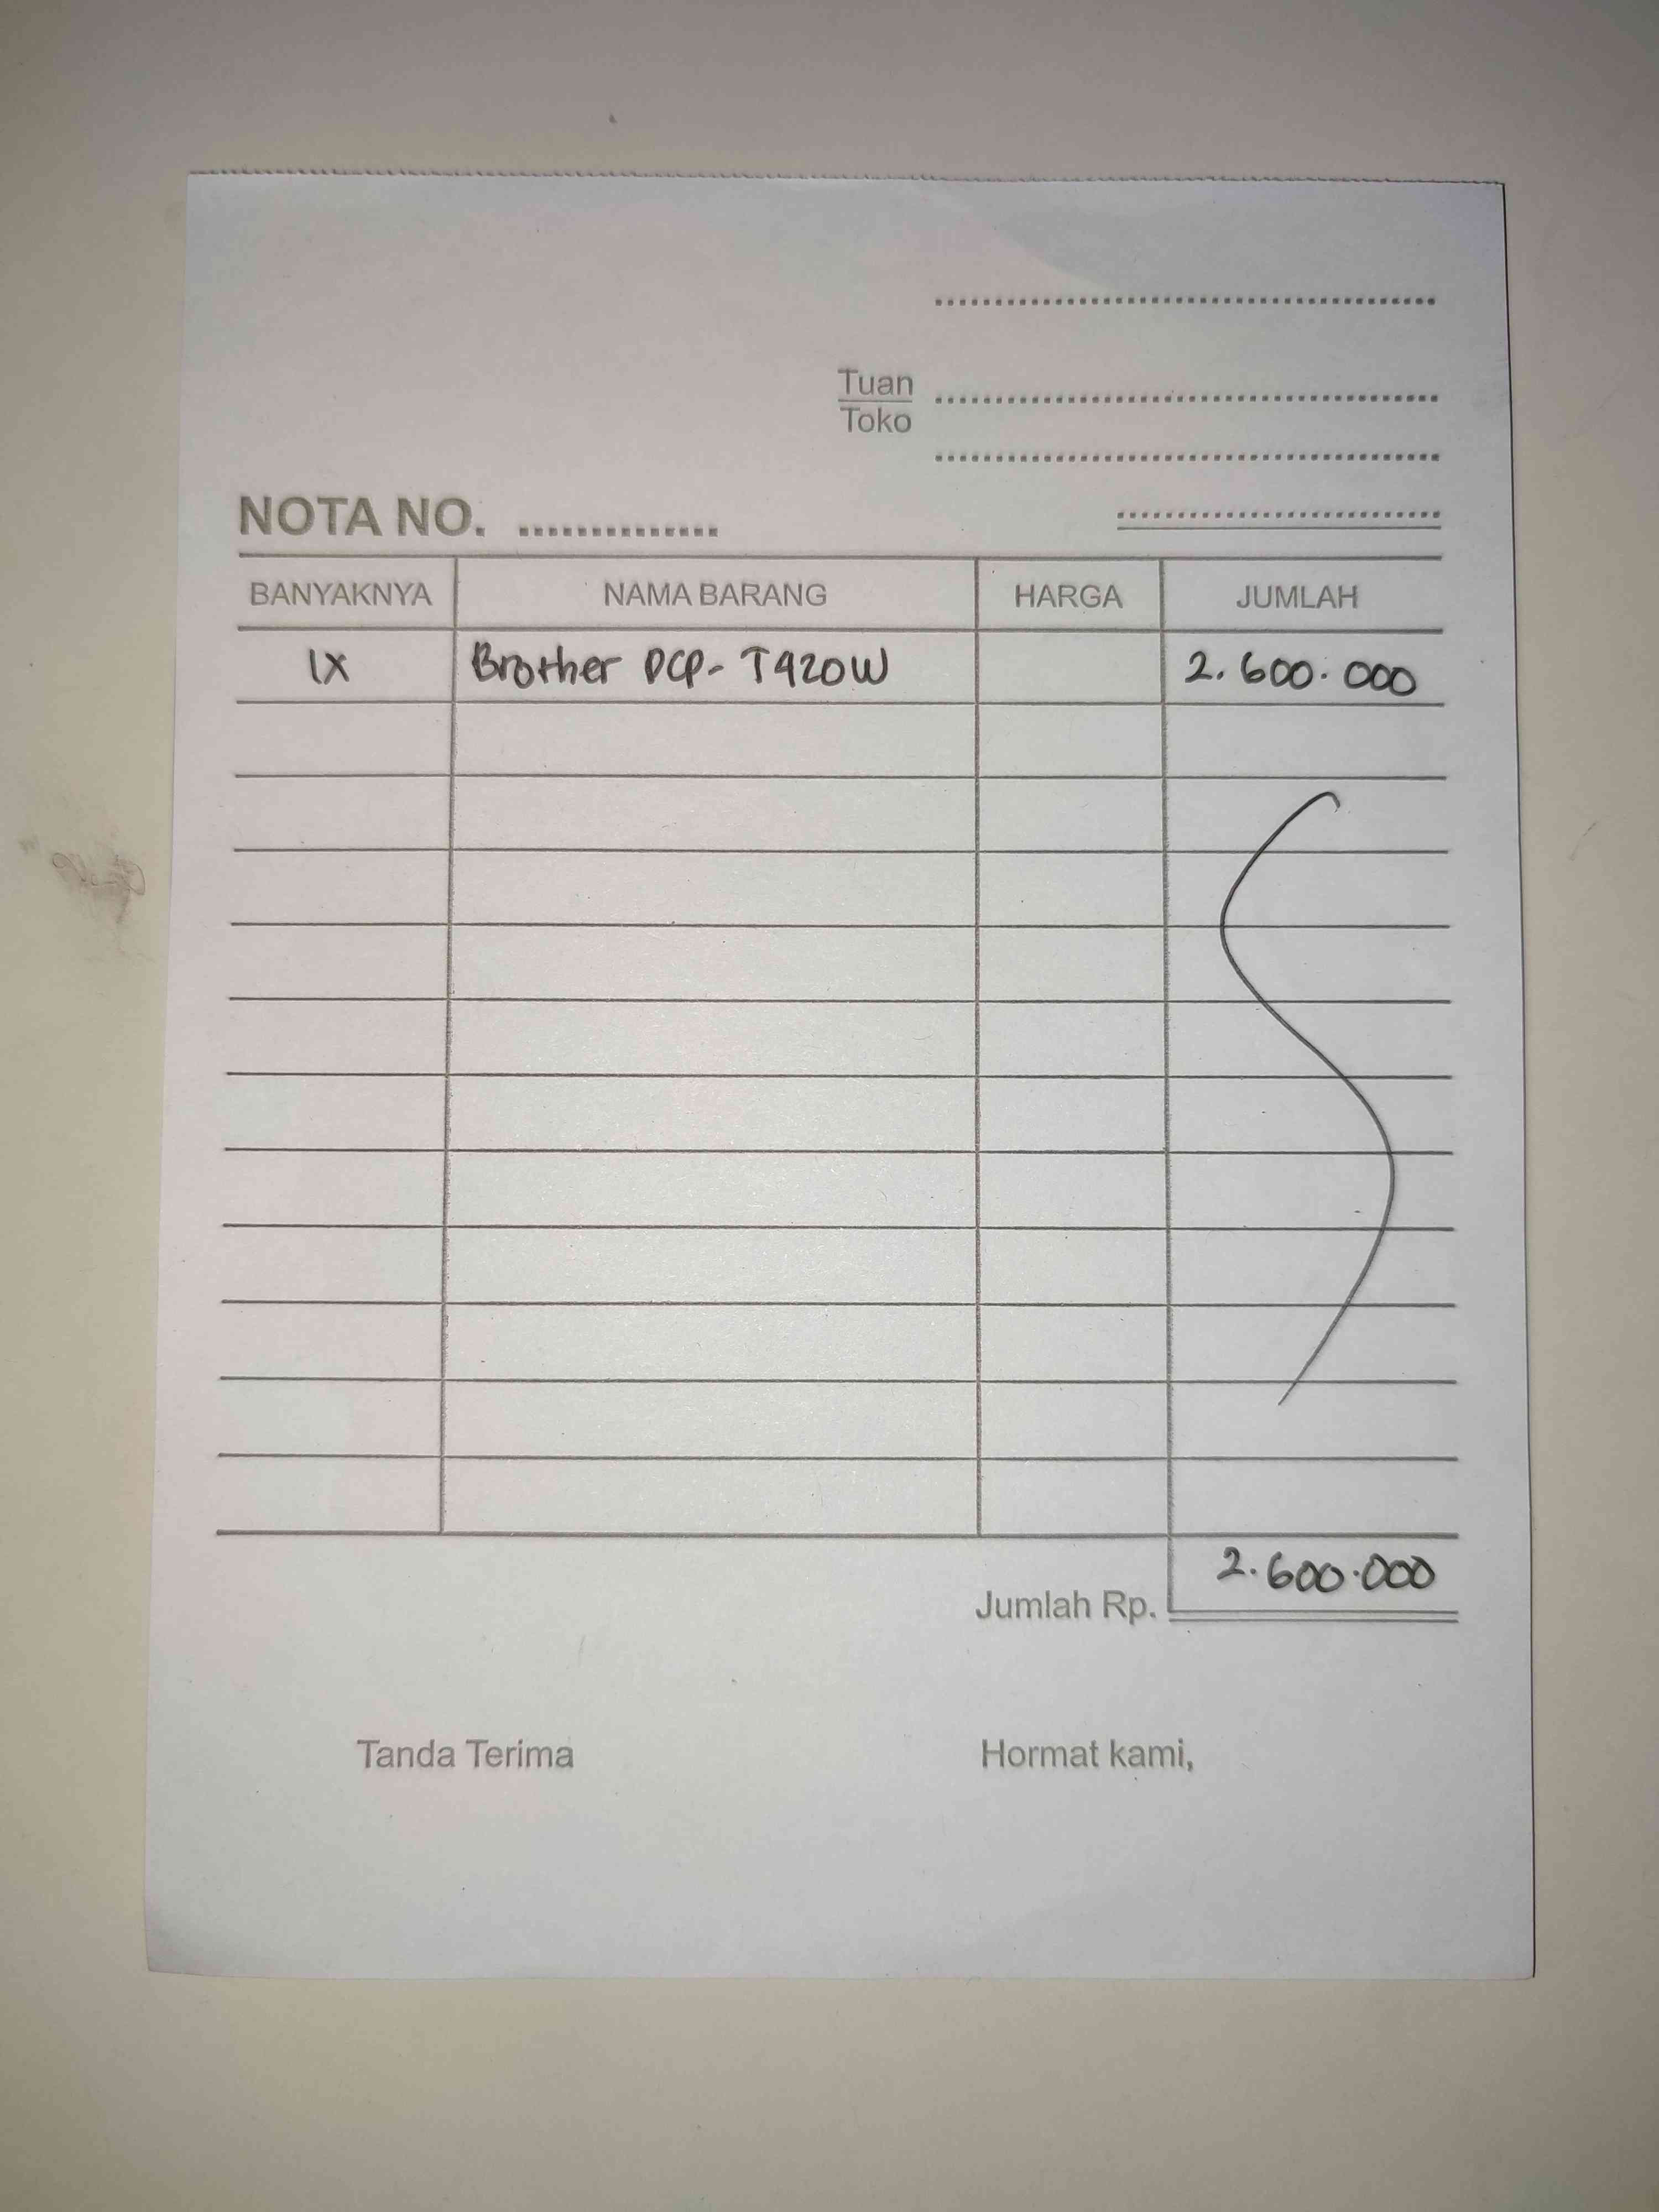 Tuan
Toko
NOTA NO. ..............
BANYAKNYA NAMA BARANG HARGA JUMLAH
1X Brother DCP- T920W 2.600.000
Jumlah Rp. 2.600.000
Tanda Terima Hormat kami,